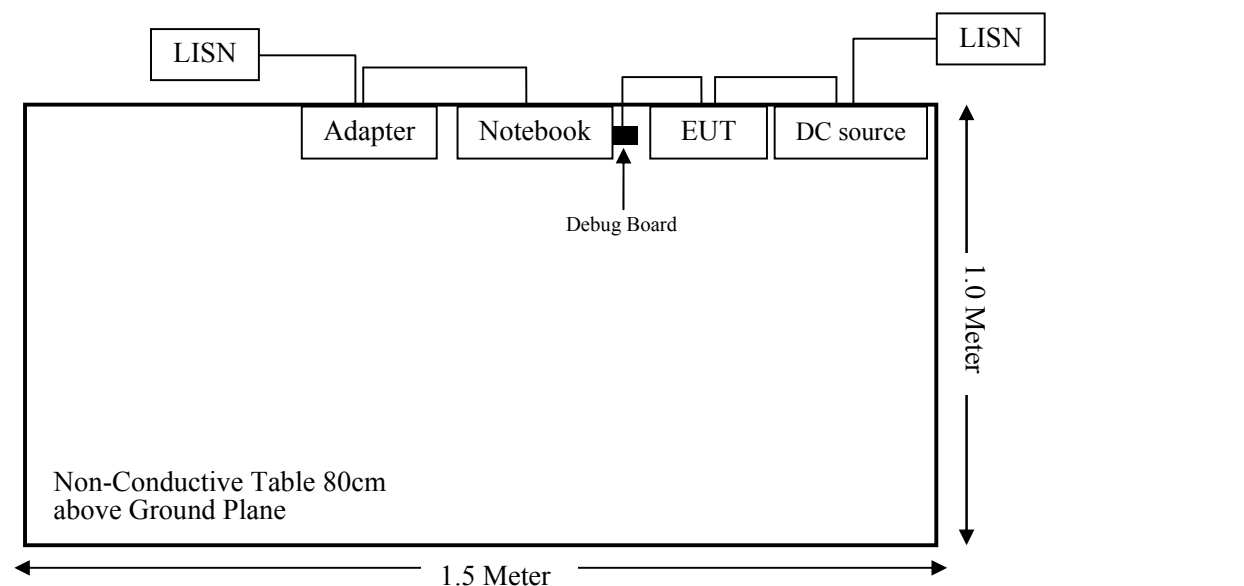 LISN
LISN
Adapter
Notebook
EUT
DC source
Debug Board
1.0 Meter
Non-Conductive Table 80cm
above Ground Plane
1.5 Meter